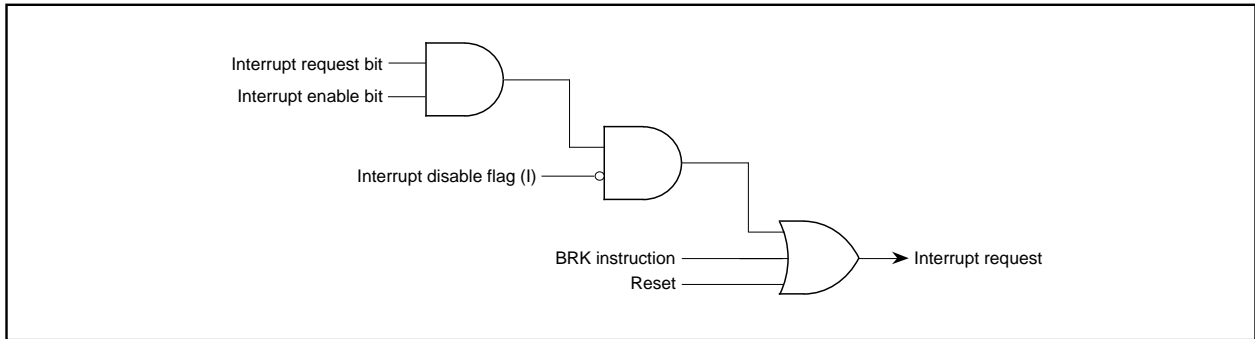 Interrupt request bit
Interrupt enable bit
Interrupt disable flag (I)
BRK instruction
Reset
Interrupt request